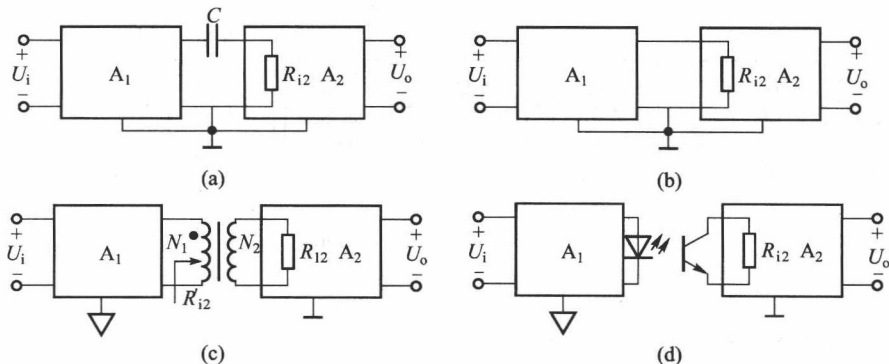 C
+ Uᵢ − A₁ Rᵢ₂ A₂ + Uₒ −
(a)
+ Uᵢ − A₁ Rᵢ₂ A₂ + Uₒ −
(b)
+ Uᵢ − A₁ N₁ N₂ R₁₂ A₂ + Uₒ −
R′ᵢ₂
(c)
+ Uᵢ − A₁ Rᵢ₂ A₂ + Uₒ −
(d)